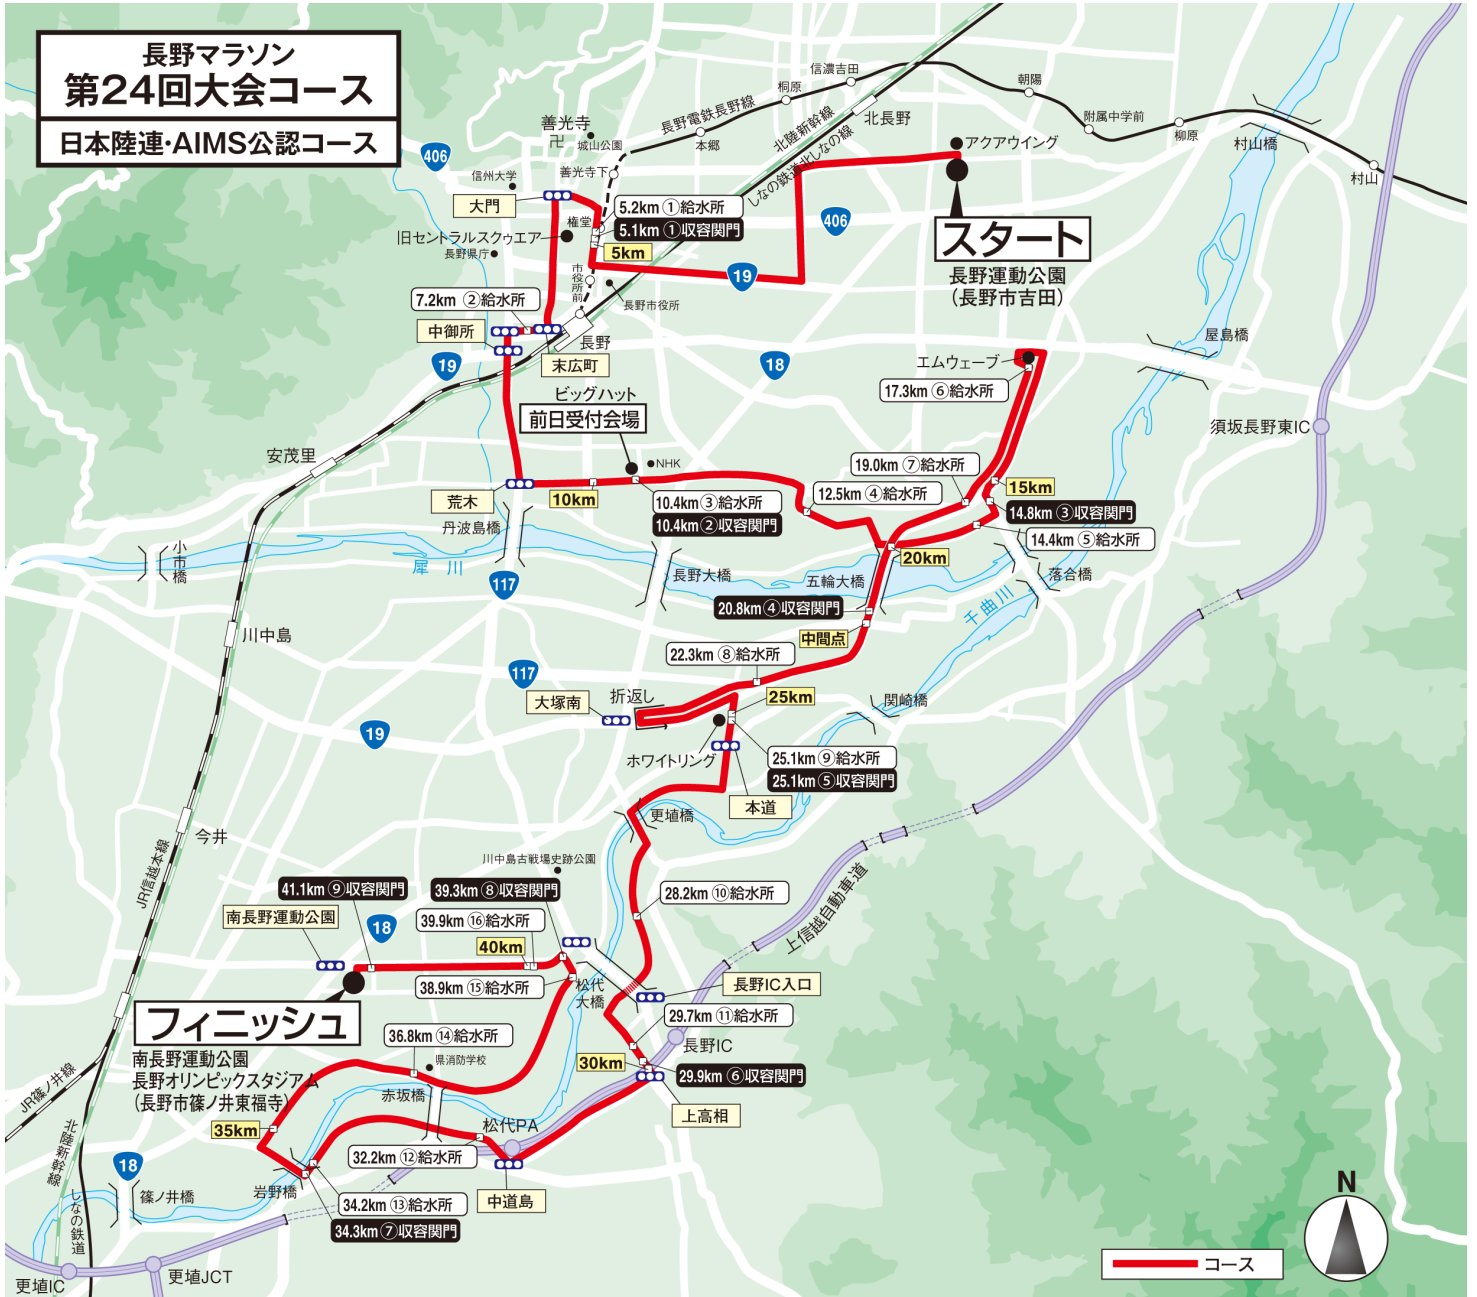 長野マラソン
第24回大会コース
日本陸連・AIMS公認コース
406
信濃吉田
桐原
朝陽
附属中学前
柳原
村山橋
村山
長野電鉄長野線
本郷
北陸新幹線
しなの鉄道北しなの線
北長野
アクアウイング
善光寺
卍
城山公園
善光寺下
信州大学
大門
権堂
5.2km ①給水所
5.1km ①収容関門
5km
旧セントラルスクゥエア
長野県庁
406
スタート
長野運動公園
（長野市吉田）
19
市役所前
長野市役所
7.2km ②給水所
中御所
長野
末広町
19
18
屋島橋
エムウェーブ
17.3km ⑥給水所
ビッグハット
前日受付会場
須坂長野東IC
安茂里
NHK
19.0km ⑦給水所
荒木
10km
10.4km ③給水所
10.4km ②収容関門
12.5km ④給水所
15km
14.8km ③収容関門
14.4km ⑤給水所
丹波島橋
小市橋
犀川
長野大橋
五輪大橋
20km
落合橋
千曲川
117
20.8km ④収容関門
中間点
川中島
22.3km ⑧給水所
117
大塚南
折返し
25km
関崎橋
19
ホワイトリング
25.1km ⑨給水所
25.1km ⑤収容関門
本道
更埴橋
今井
JR信越本線
川中島古戦場史跡公園
41.1km ⑨収容関門
39.3km ⑧収容関門
28.2km ⑩給水所
上信越自動車道
南長野運動公園
18
39.9km ⑯給水所
40km
38.9km ⑮給水所
松代大橋
長野IC入口
フィニッシュ
南長野運動公園
長野オリンピックスタジアム
（長野市篠ノ井東福寺）
29.7km ⑪給水所
長野IC
36.8km ⑭給水所
県消防学校
30km
29.9km ⑥収容関門
JR篠ノ井線
赤坂橋
上高相
35km
松代PA
北陸新幹線
32.2km ⑫給水所
18
岩野橋
篠ノ井橋
34.2km ⑬給水所
34.3km ⑦収容関門
中道島
しなの鉄道
更埴IC
更埴JCT
N
コース